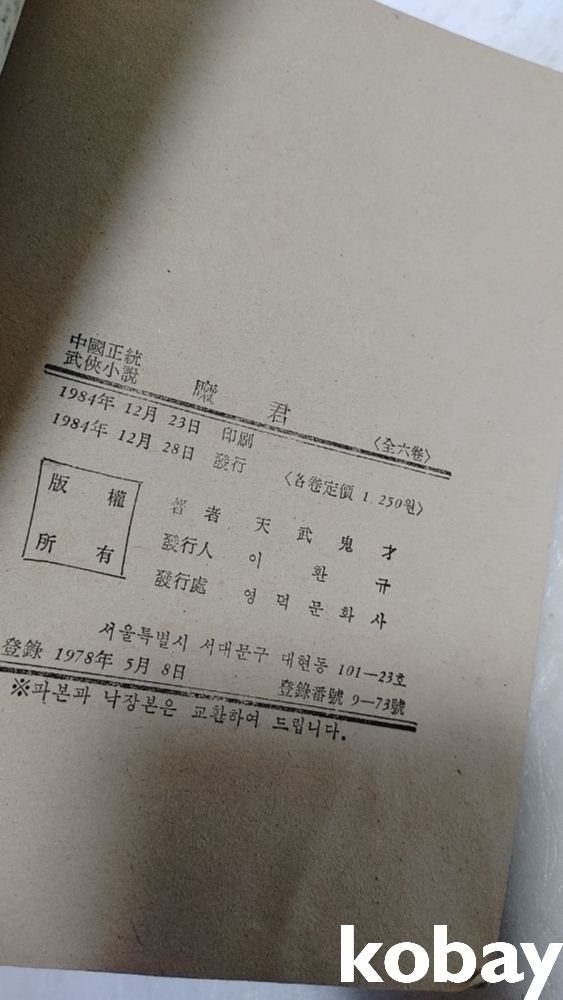 中國正統
武俠小說
君
〈全六卷〉
1984年 12月 23日 印刷
1984年 12月 28日 發行
〈各卷定價 1,250원〉
版權
所有
著者 天武鬼才
發行人 이환규
發行處 영덕문화사
서울특별시 서대문구 대현동 101—23호
登錄 1978年 5月 8日 登錄番號 9—73號
※파본과 낙장본은 교환하여 드립니다.
kobay